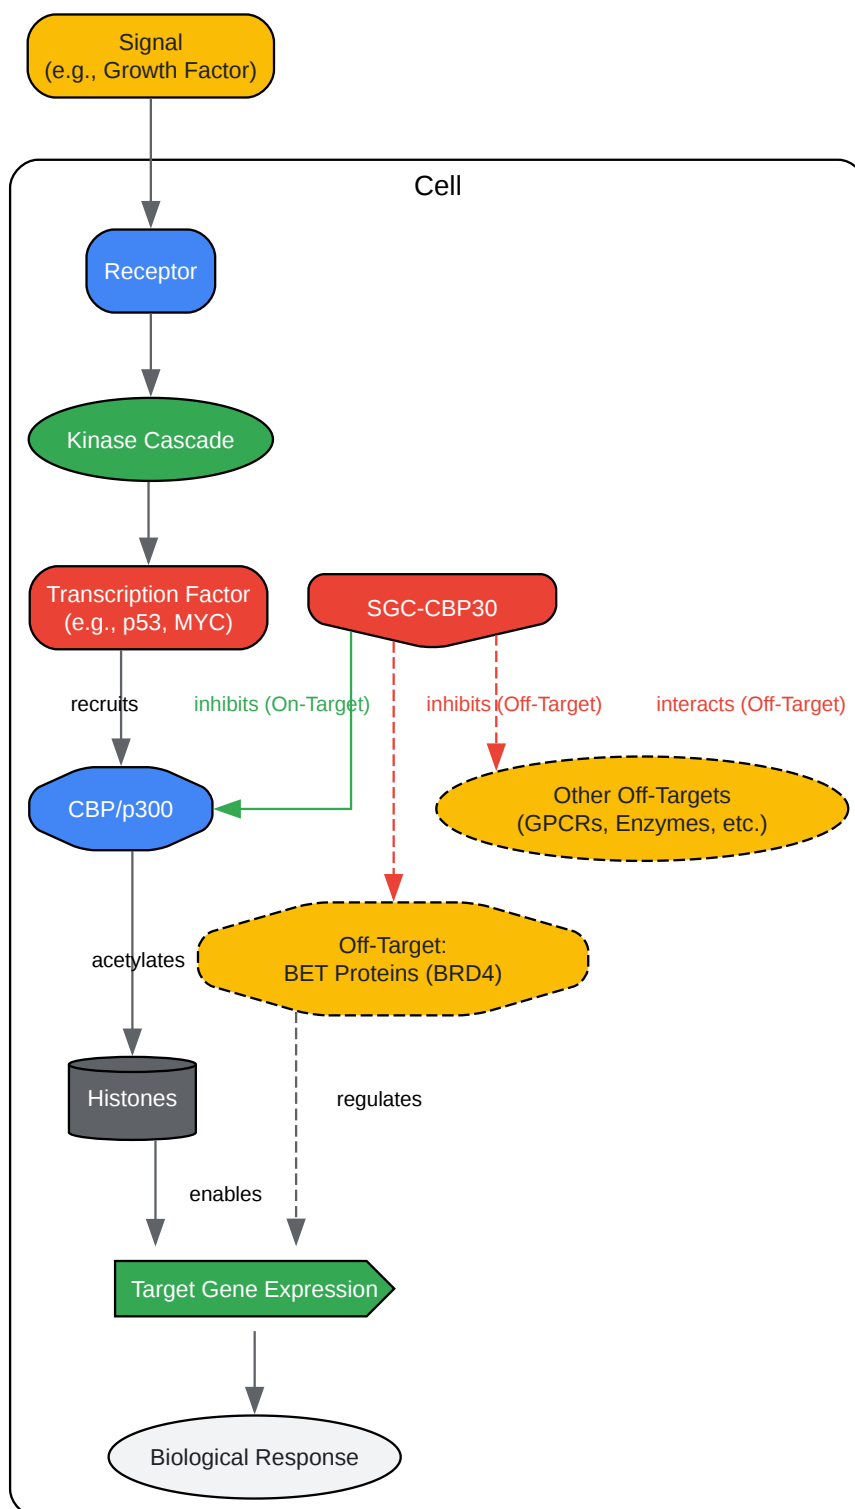 Signal
(e.g., Growth Factor)
Cell
Receptor
Kinase Cascade
Transcription Factor
(e.g., p53, MYC)
SGC-CBP30
recruits
inhibits (On-Target)
inhibits (Off-Target)
interacts (Off-Target)
CBP/p300
Other Off-Targets
(GPCRs, Enzymes, etc.)
acetylates
Off-Target:
BET Proteins (BRD4)
Histones
regulates
enables
Target Gene Expression
Biological Response